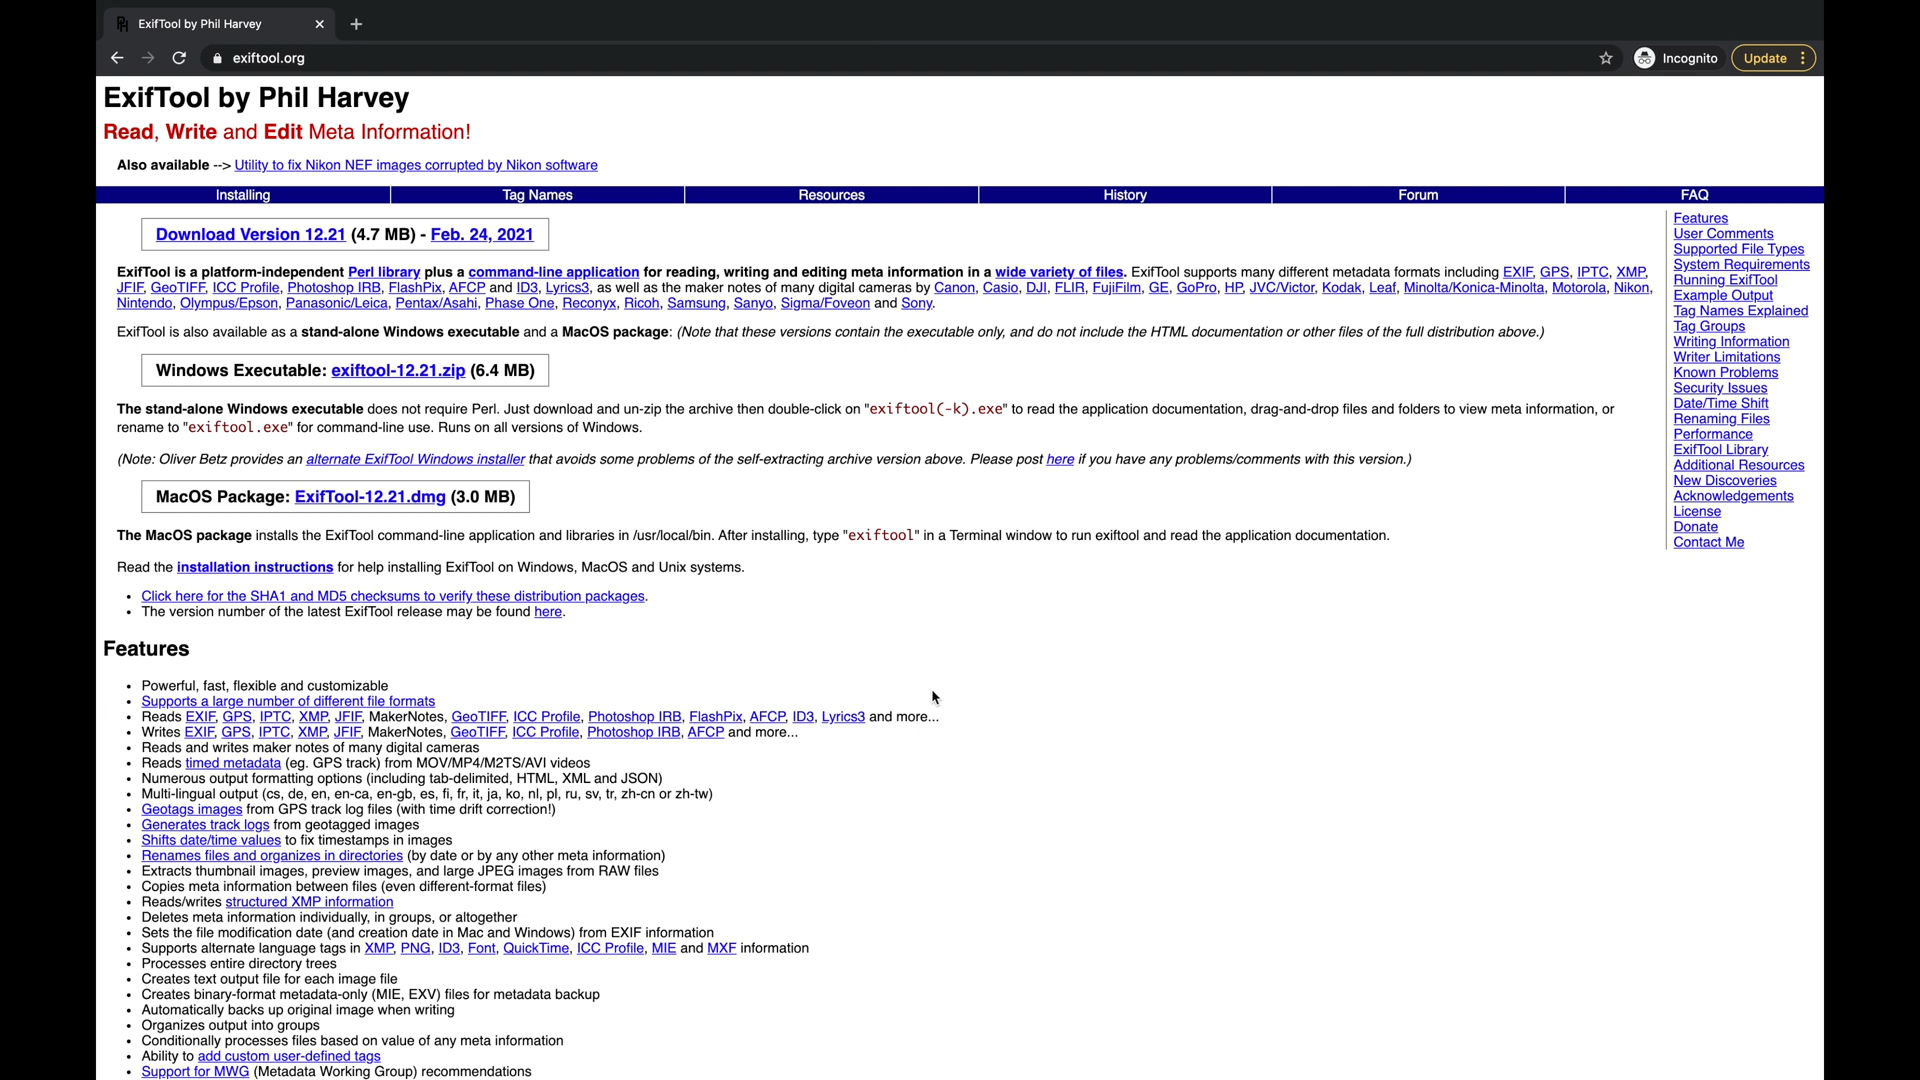 ExifTool by Phil Harvey
exiftool.org
Incognito
Update
ExifTool by Phil Harvey
Read, Write and Edit Meta Information!
Also available --> Utility to fix Nikon NEF images corrupted by Nikon software
Installing Tag Names Resources History Forum FAQ
Download Version 12.21 (4.7 MB) - Feb. 24, 2021
ExifTool is a platform-independent Perl library plus a command-line application for reading, writing and editing meta information in a wide variety of files. ExifTool supports many different metadata formats including EXIF, GPS, IPTC, XMP,
JFIF, GeoTIFF, ICC Profile, Photoshop IRB, FlashPix, AFCP and ID3, Lyrics3, as well as the maker notes of many digital cameras by Canon, Casio, DJI, FLIR, FujiFilm, GE, GoPro, HP, JVC/Victor, Kodak, Leaf, Minolta/Konica-Minolta, Motorola, Nikon,
Nintendo, Olympus/Epson, Panasonic/Leica, Pentax/Asahi, Phase One, Reconyx, Ricoh, Samsung, Sanyo, Sigma/Foveon and Sony.
ExifTool is also available as a stand-alone Windows executable and a MacOS package: (Note that these versions contain the executable only, and do not include the HTML documentation or other files of the full distribution above.)
Windows Executable: exiftool-12.21.zip (6.4 MB)
The stand-alone Windows executable does not require Perl. Just download and un-zip the archive then double-click on "exiftool(-k).exe" to read the application documentation, drag-and-drop files and folders to view meta information, or
rename to "exiftool.exe" for command-line use. Runs on all versions of Windows.
(Note: Oliver Betz provides an alternate ExifTool Windows installer that avoids some problems of the self-extracting archive version above. Please post here if you have any problems/comments with this version.)
MacOS Package: ExifTool-12.21.dmg (3.0 MB)
The MacOS package installs the ExifTool command-line application and libraries in /usr/local/bin. After installing, type "exiftool" in a Terminal window to run exiftool and read the application documentation.
Read the installation instructions for help installing ExifTool on Windows, MacOS and Unix systems.
• Click here for the SHA1 and MD5 checksums to verify these distribution packages.
• The version number of the latest ExifTool release may be found here.
Features
User Comments
Supported File Types
System Requirements
Running ExifTool
Example Output
Tag Names Explained
Tag Groups
Writing Information
Writer Limitations
Known Problems
Security Issues
Date/Time Shift
Renaming Files
Performance
ExifTool Library
Additional Resources
New Discoveries
Acknowledgements
License
Donate
Contact Me
Features
• Powerful, fast, flexible and customizable
• Supports a large number of different file formats
• Reads EXIF, GPS, IPTC, XMP, JFIF, MakerNotes, GeoTIFF, ICC Profile, Photoshop IRB, FlashPix, AFCP, ID3, Lyrics3 and more...
• Writes EXIF, GPS, IPTC, XMP, JFIF, MakerNotes, GeoTIFF, ICC Profile, Photoshop IRB, AFCP and more...
• Reads and writes maker notes of many digital cameras
• Reads timed metadata (eg. GPS track) from MOV/MP4/M2TS/AVI videos
• Numerous output formatting options (including tab-delimited, HTML, XML and JSON)
• Multi-lingual output (cs, de, en, en-ca, en-gb, es, fi, fr, it, ja, ko, nl, pl, ru, sv, tr, zh-cn or zh-tw)
• Geotags images from GPS track log files (with time drift correction!)
• Generates track logs from geotagged images
• Shifts date/time values to fix timestamps in images
• Renames files and organizes in directories (by date or by any other meta information)
• Extracts thumbnail images, preview images, and large JPEG images from RAW files
• Copies meta information between files (even different-format files)
• Reads/writes structured XMP information
• Deletes meta information individually, in groups, or altogether
• Sets the file modification date (and creation date in Mac and Windows) from EXIF information
• Supports alternate language tags in XMP, PNG, ID3, Font, QuickTime, ICC Profile, MIE and MXF information
• Processes entire directory trees
• Creates text output file for each image file
• Creates binary-format metadata-only (MIE, EXV) files for metadata backup
• Automatically backs up original image when writing
• Organizes output into groups
• Conditionally processes files based on value of any meta information
• Ability to add custom user-defined tags
• Support for MWG (Metadata Working Group) recommendations